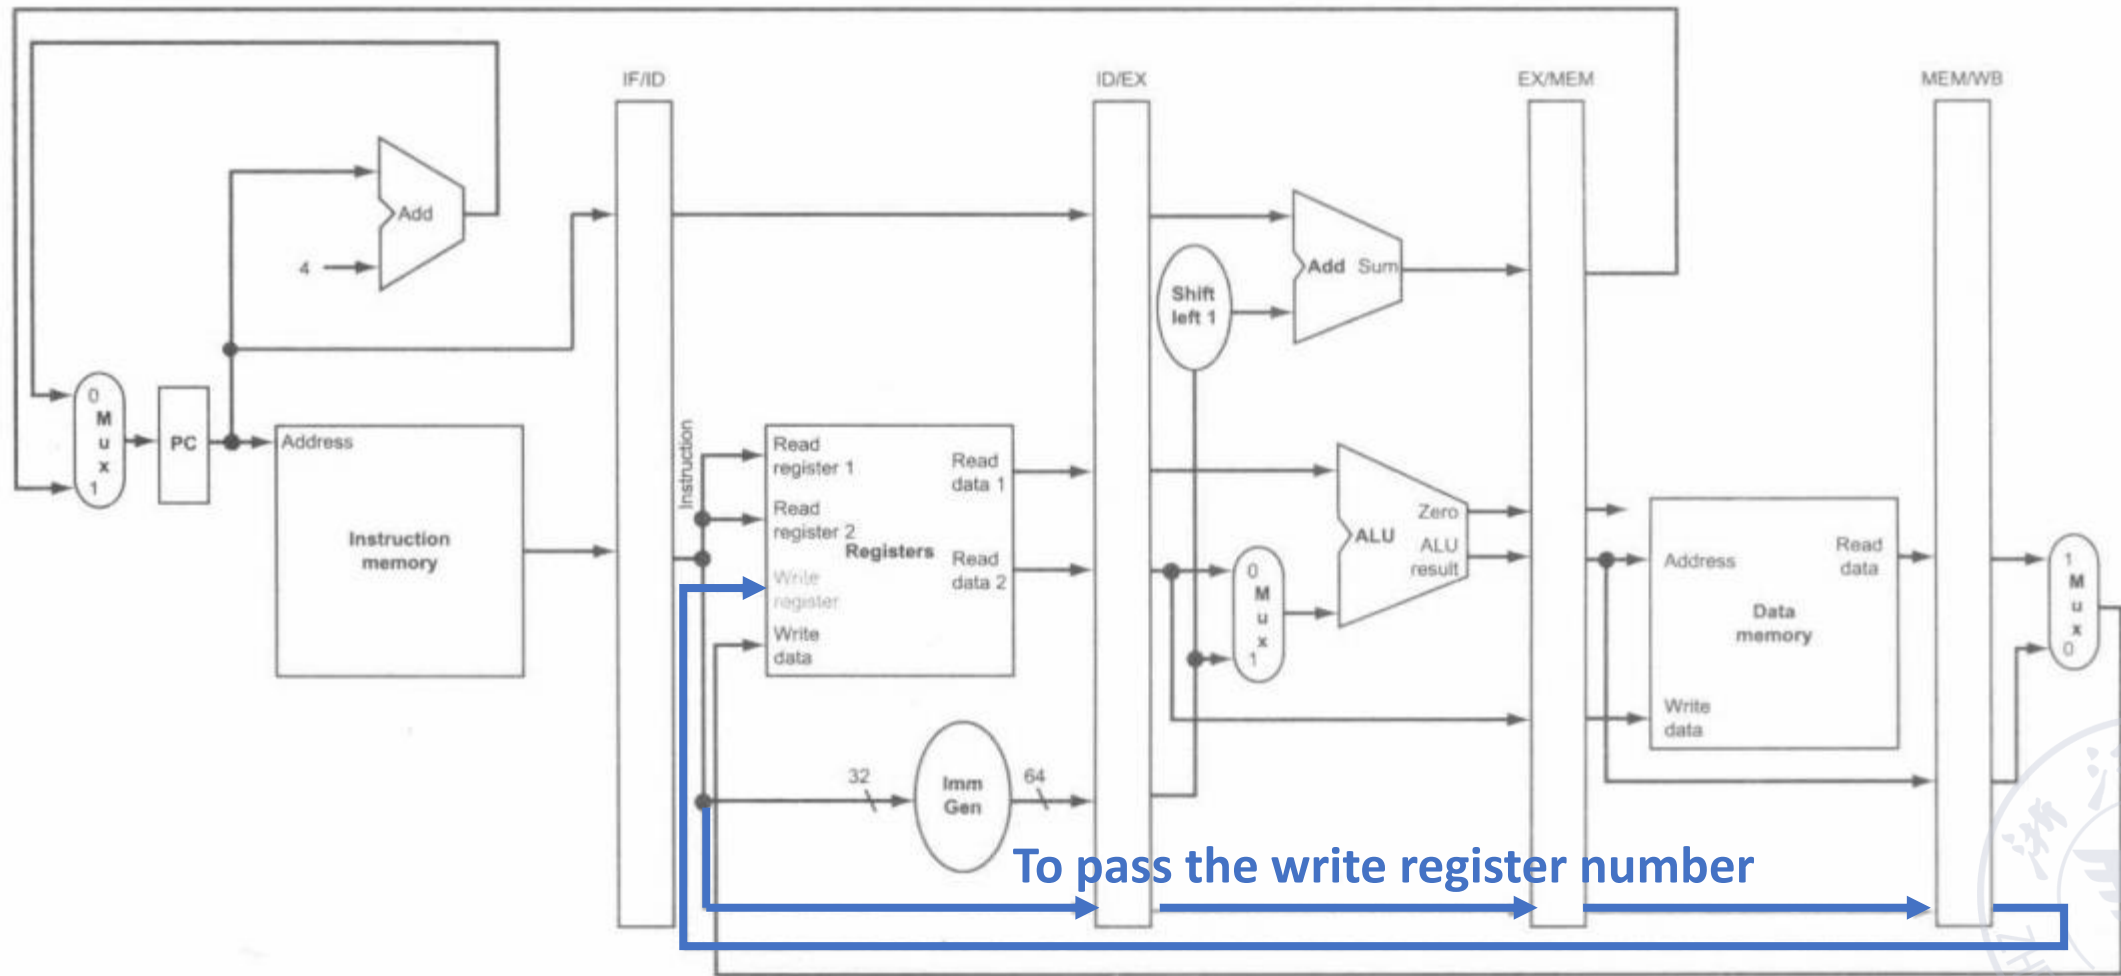 IF/ID
ID/EX
EX/MEM
MEM/WB
Add
4
Add Sum
Shift
left 1
0
M
u
x
1
PC
Address
Instruction
memory
Instruction
Read
register 1
Read
register 2
Write
register
Write
data
Registers
Read
data 1
Read
data 2
0
M
u
x
1
Zero
ALU
ALU
result
Address
Read
data
Data
memory
Write
data
1
M
u
x
0
32
Imm
Gen
64
To pass the write register number